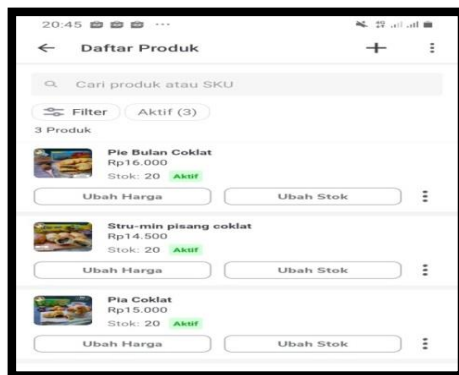 20:45
Daftar Produk
Cari produk atau SKU
Filter
Aktif (3)
3 Produk
Pie Bulan Coklat
Rp16.000
Stok: 20 Aktif
Ubah Harga
Ubah Stok
Stru-min pisang coklat
Rp14.500
Stok: 20 Aktif
Ubah Harga
Ubah Stok
Pia Coklat
Rp15.000
Stok: 20 Aktif
Ubah Harga
Ubah Stok